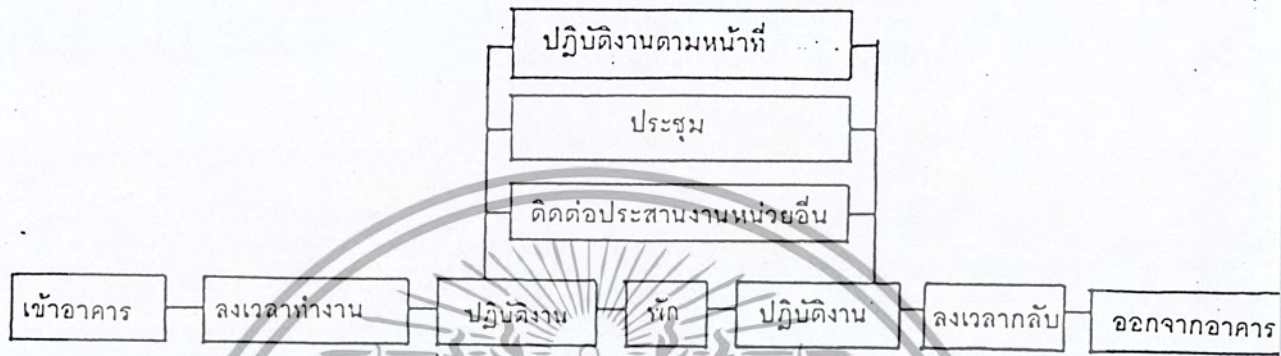 ปฏิบัติงานตามหน้าที่
ประชุม
ติดต่อประสานงานหน่วยอื่น
เข้าอาคาร
ลงเวลาทำงาน
ปฏิบัติงาน
พัก
ปฏิบัติงาน
ลงเวลากลับ
ออกจากอาคาร